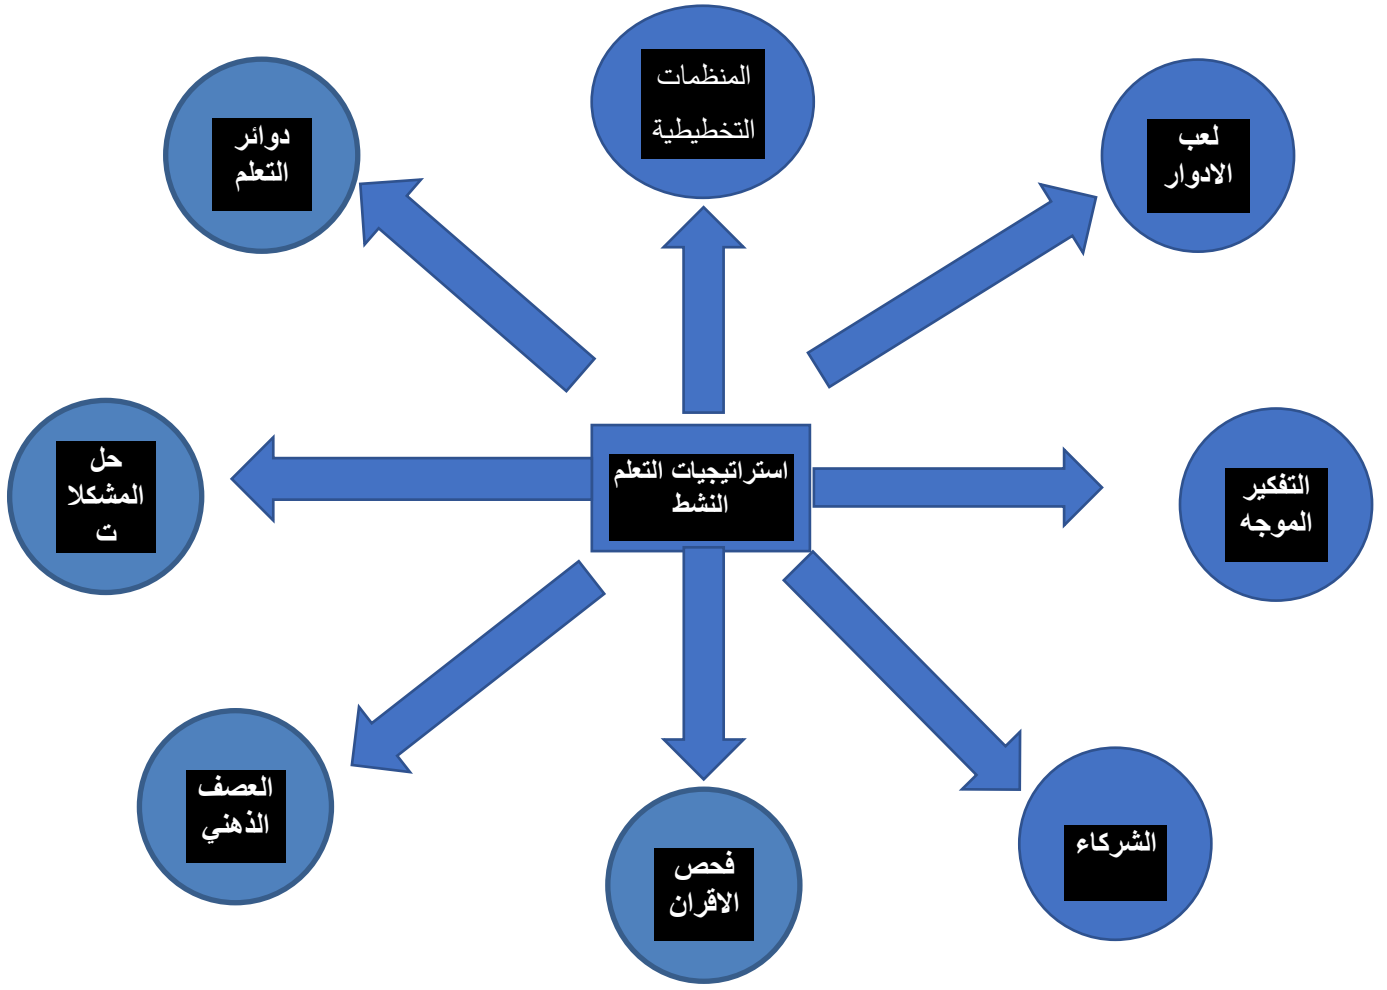 المنظمات
التخطيطية
لعب
الادوار
دوائر
التعلم
التفكير
الموجه
استراتيجيات التعلم
النشط
حل
المشكلا
ت
الشركاء
العصف
الذهني
فحص
الاقران